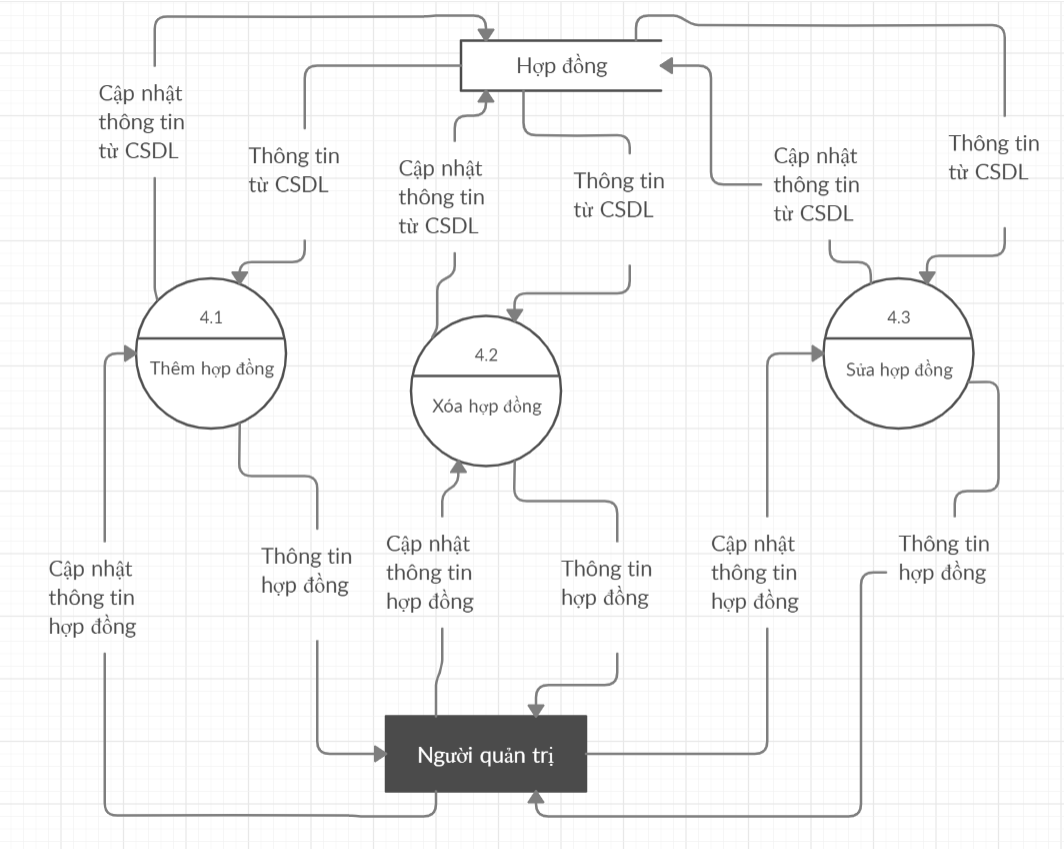 Hợp đồng
Cập nhật
thông tin
từ CSDL
Thông tin
từ CSDL
Cập nhật
thông tin
từ CSDL
Thông tin
từ CSDL
Cập nhật
thông tin
từ CSDL
Thông tin
từ CSDL
4.1
Thêm hợp đồng
4.2
Xóa hợp đồng
4.3
Sửa hợp đồng
Cập nhật
thông tin
hợp đồng
Thông tin
hợp đồng
Cập nhật
thông tin
hợp đồng
Thông tin
hợp đồng
Cập nhật
thông tin
hợp đồng
Thông tin
hợp đồng
Người quản trị